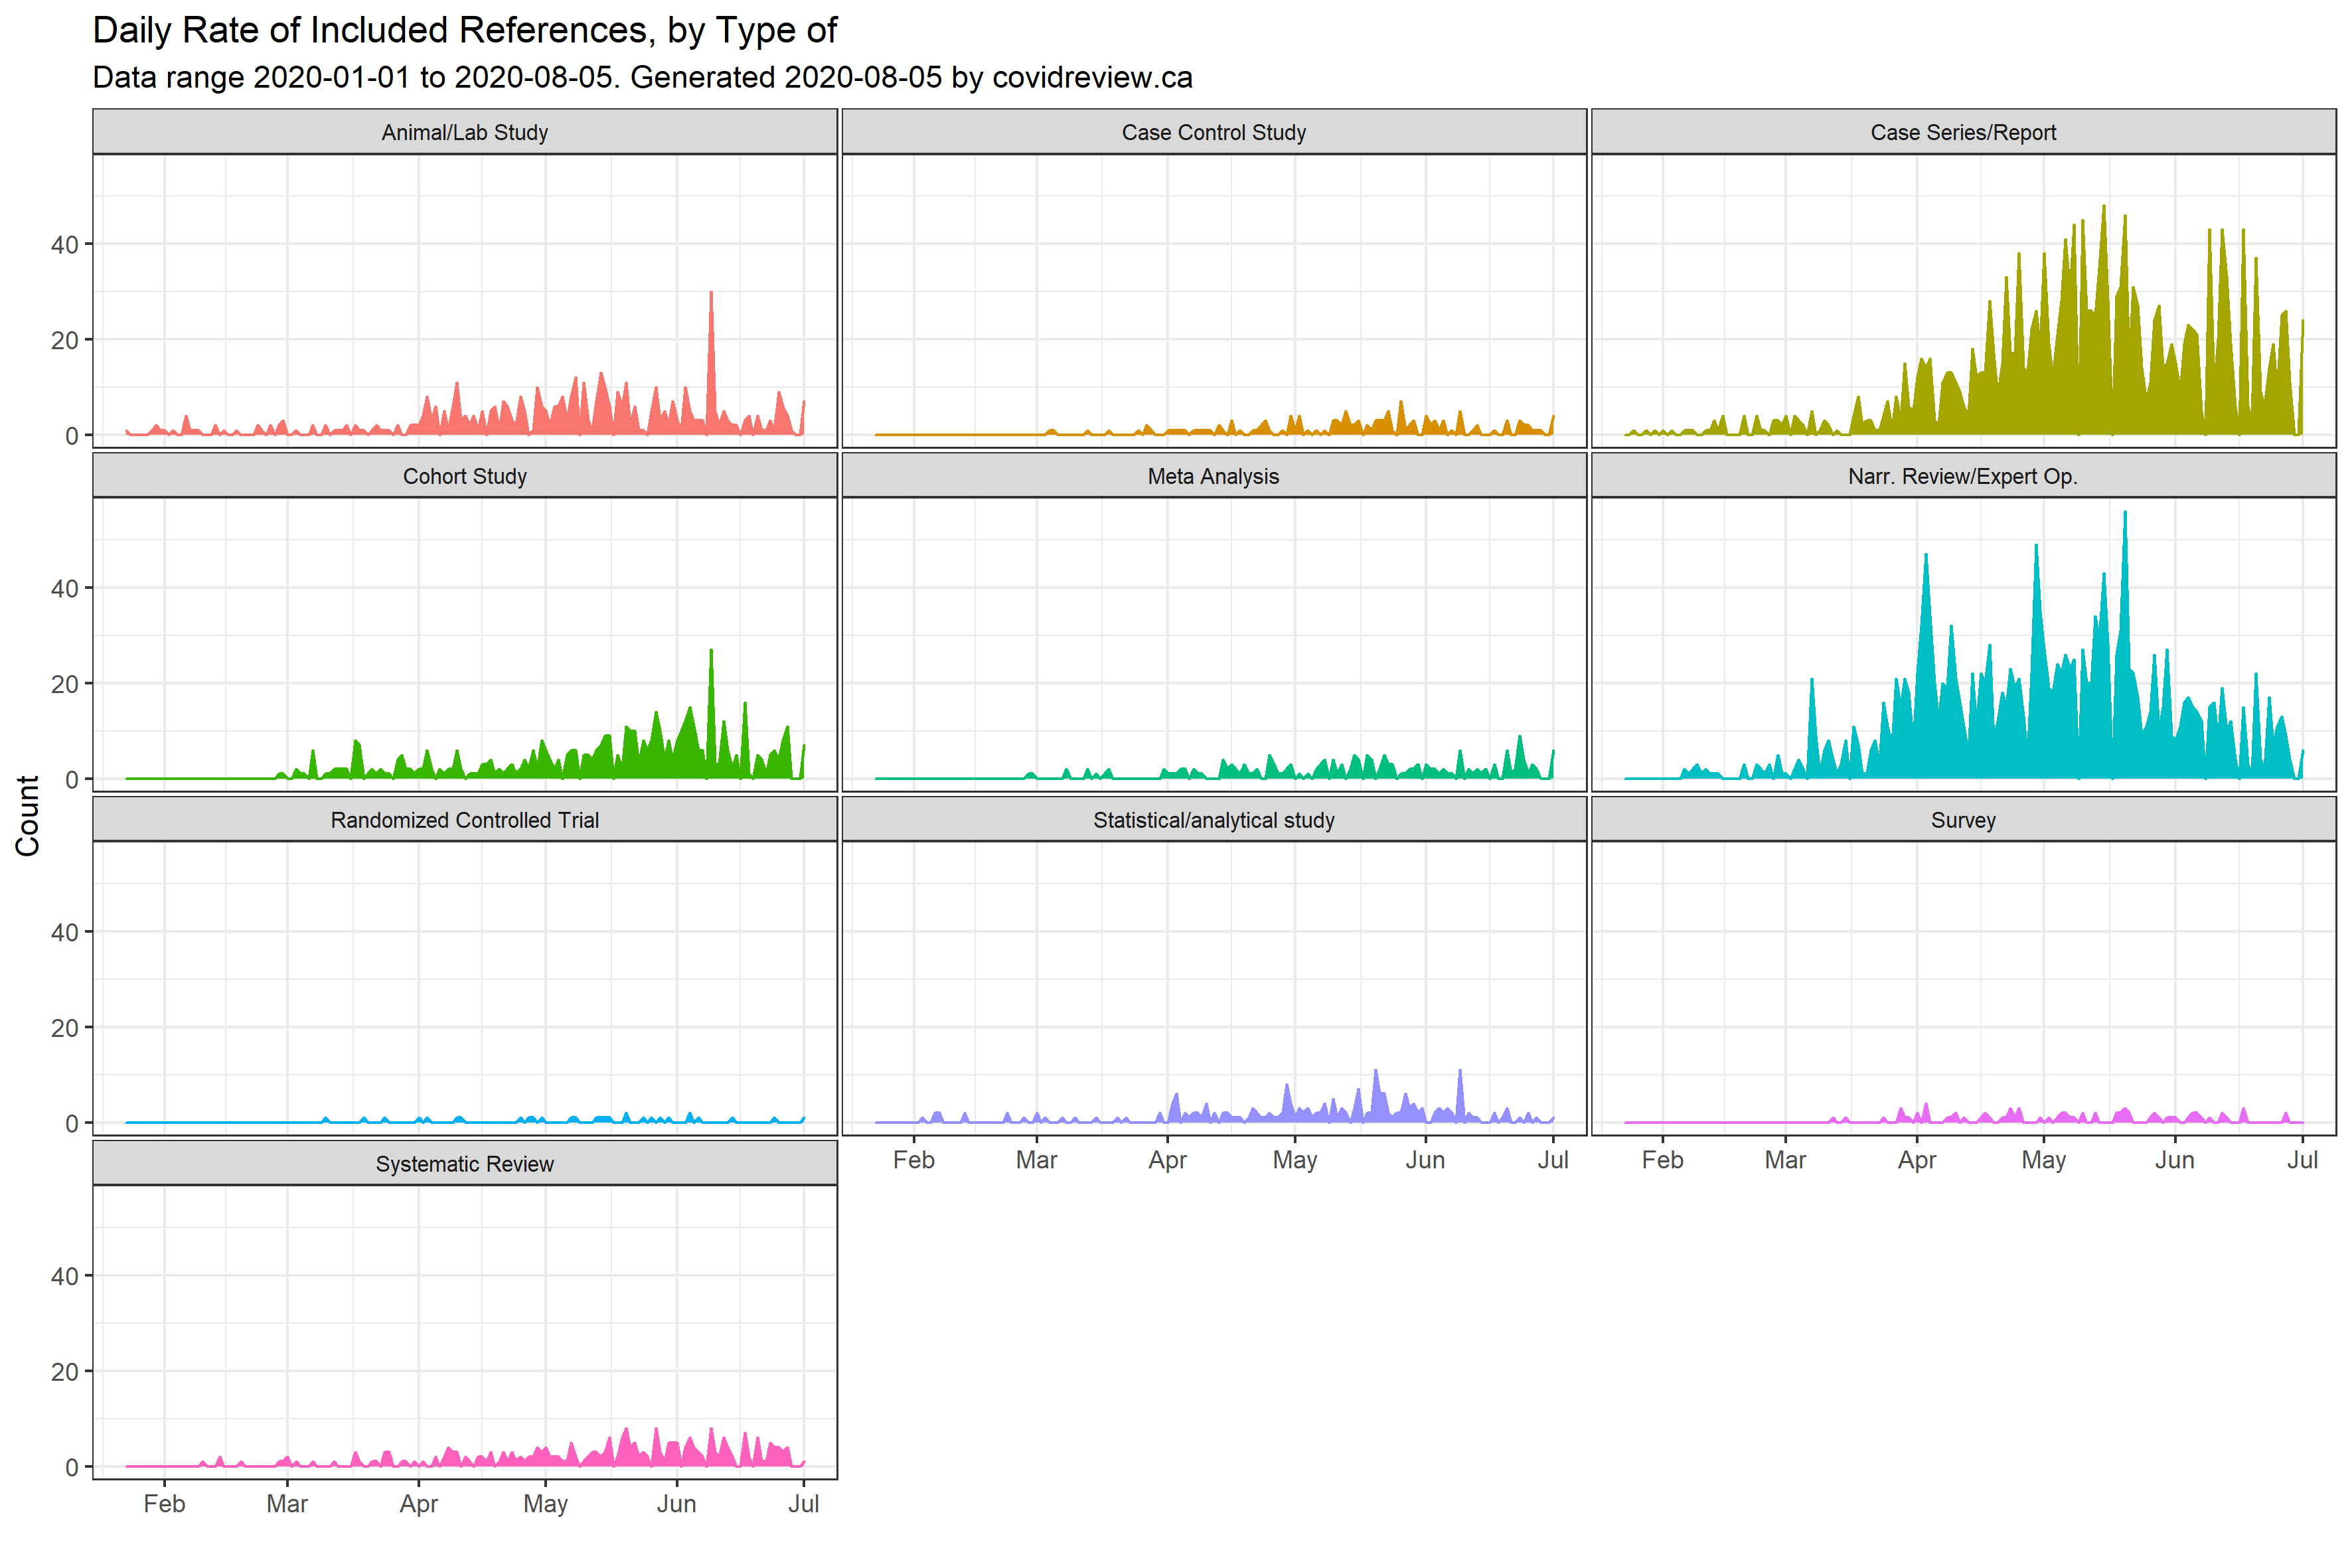 Daily Rate of Included References, by Type of
Data range 2020-01-01 to 2020-08-05. Generated 2020-08-05 by covidreview.ca
Animal/Lab Study
Case Control Study
Case Series/Report
40
20
0
Cohort Study
Meta Analysis
Narr. Review/Expert Op.
40
20
0
Count
Randomized Controlled Trial
Statistical/analytical study
Survey
40
20
0
Feb Mar Apr May Jun Jul
Feb Mar Apr May Jun Jul
Systematic Review
40
20
0
Feb Mar Apr May Jun Jul